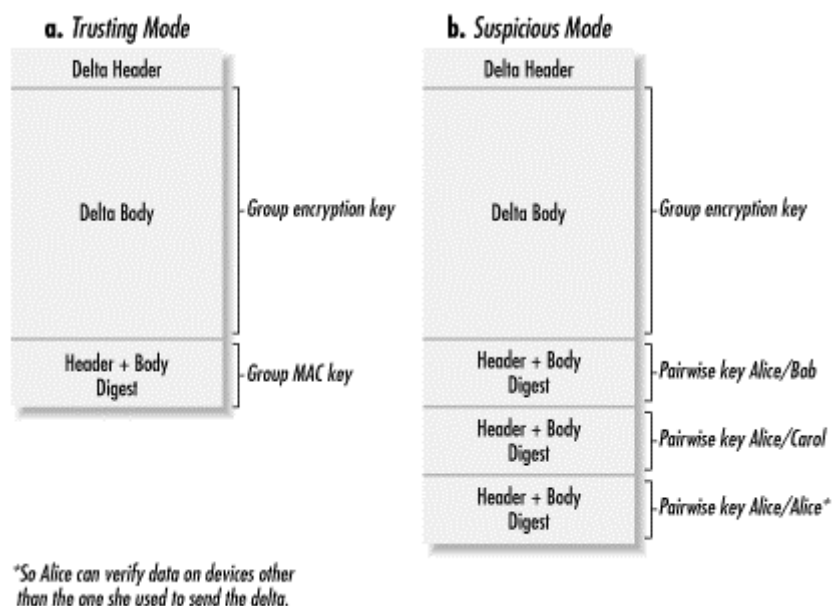 a. Trusting Mode
Delta Header
Delta Body
Group encryption key
Header + Body
Digest
Group MAC key
b. Suspicious Mode
Delta Header
Delta Body
Group encryption key
Header + Body
Digest
Pairwise key Alice/Bob
Header + Body
Digest
Pairwise key Alice/Carol
Header + Body
Digest
Pairwise key Alice/Alice*
*So Alice can verify data on devices other
than the one she used to send the delta.